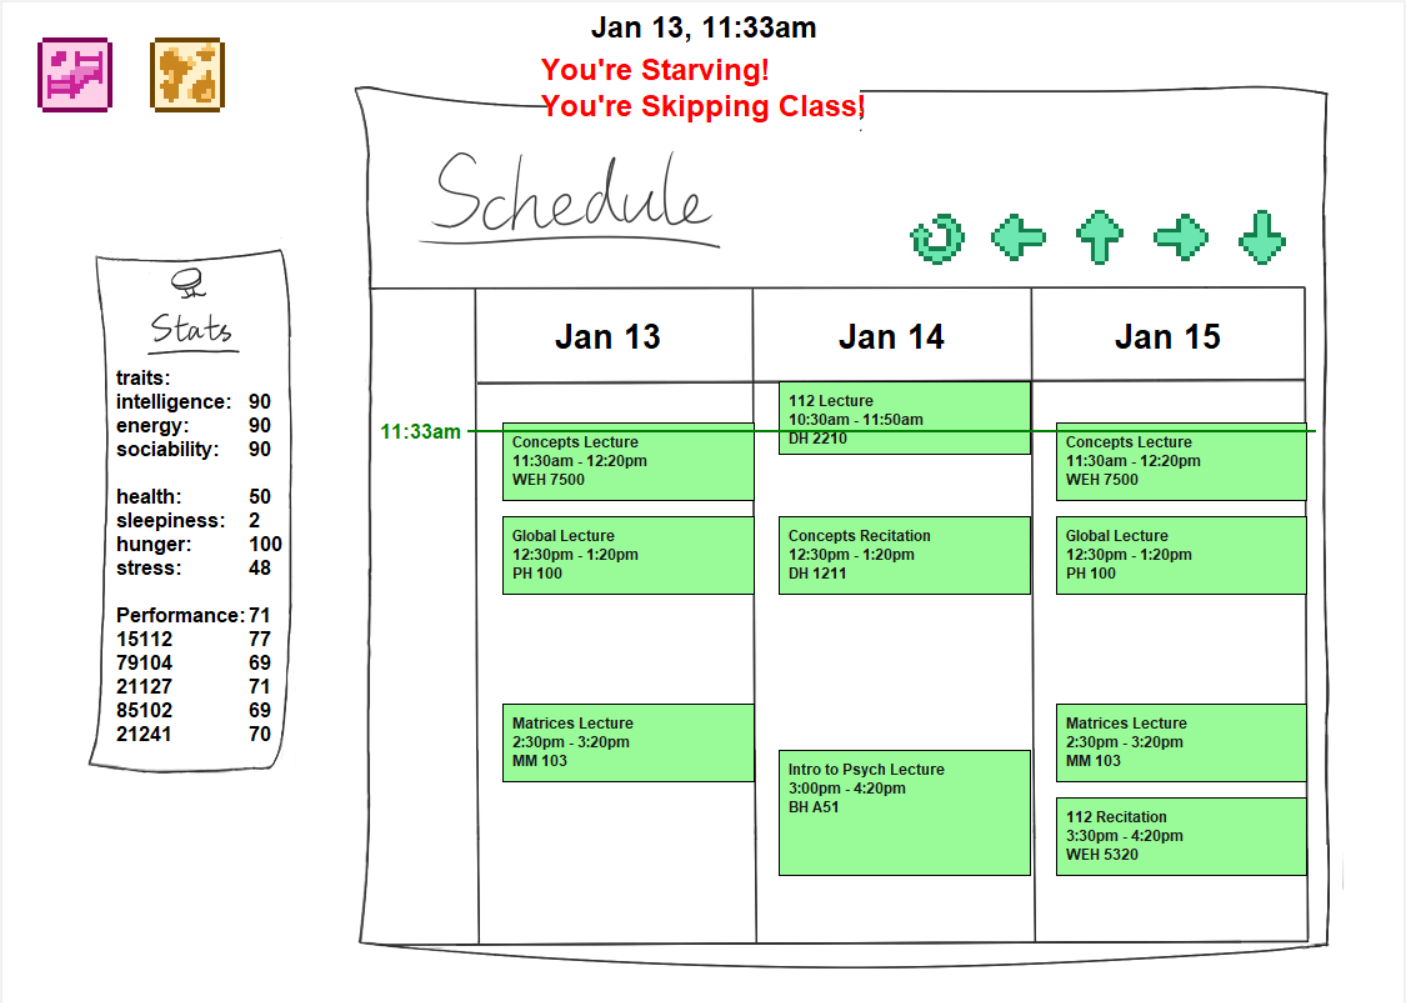 Jan 13, 11:33am
You're Starving!
You're Skipping Class!
Schedule
Stats
traits:
intelligence: 90
energy: 90
sociability: 90
health: 50
sleepiness: 2
hunger: 100
stress: 48
Performance: 71
15112 77
79104 69
21127 71
85102 69
21241 70
11:33am
Jan 13
Concepts Lecture
11:30am - 12:20pm
WEH 7500
Global Lecture
12:30pm - 1:20pm
PH 100
Matrices Lecture
2:30pm - 3:20pm
MM 103
Jan 14
112 Lecture
10:30am - 11:50am
DH 2210
Concepts Recitation
12:30pm - 1:20pm
DH 1211
Intro to Psych Lecture
3:00pm - 4:20pm
BH A51
Jan 15
Concepts Lecture
11:30am - 12:20pm
WEH 7500
Global Lecture
12:30pm - 1:20pm
PH 100
Matrices Lecture
2:30pm - 3:20pm
MM 103
112 Recitation
3:30pm - 4:20pm
WEH 5320